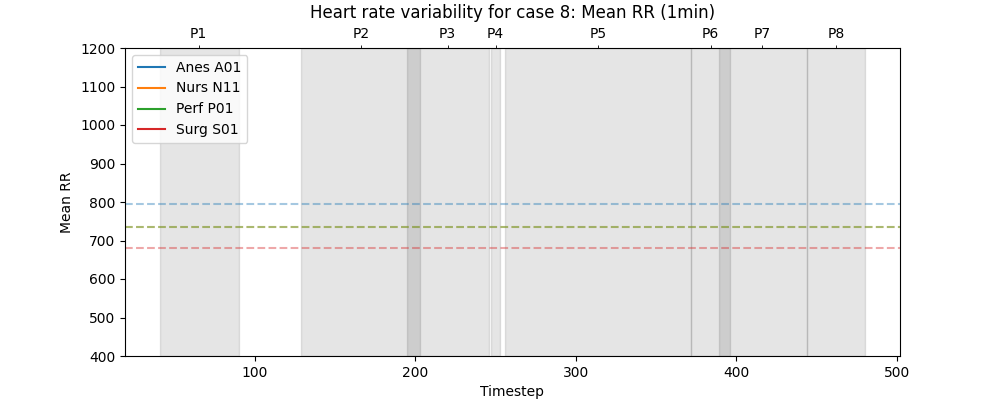 Heart rate variability for case 8: Mean RR (1min)
P1 P2 P3 P4 P5 P6 P7 P8
1200
1100
1000
900
800
700
600
500
400
Mean RR
Anes A01
Nurs N11
Perf P01
Surg S01
100 200 300 400 500
Timestep